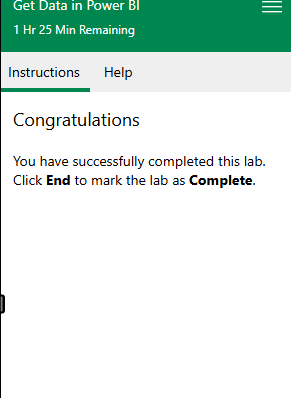 Get Data in Power BI
1 Hr 25 Min Remaining
Instructions Help
Congratulations
You have successfully completed this lab.
Click End to mark the lab as Complete.